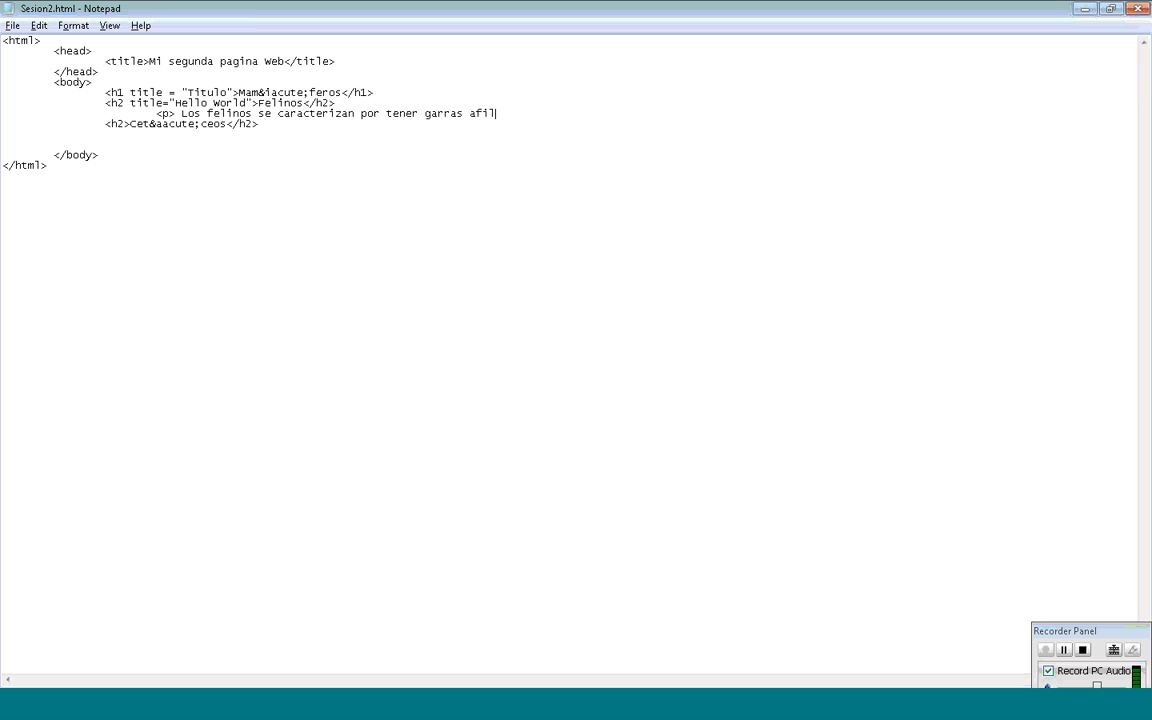 Sesion2.html - Notepad
File Edit Format View Help
<html>
<head>
<title>Mi segunda pagina Web</title>
</head>
<body>
<h1 title = "Titulo">Mam&iacute;feros</h1>
<h2 title="Hello World">Felinos</h2>
<p> Los felinos se caracterizan por tener garras afil
<h2>Cet&aacute;ceos</h2>
</body>
</html>
Recorder Panel
Record PC Audio